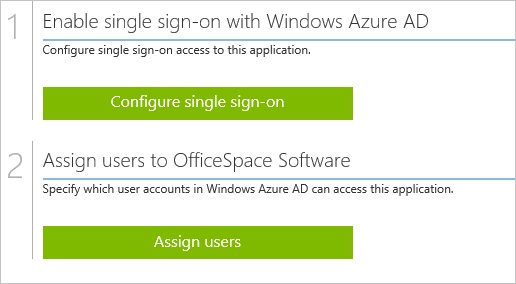 1
Enable single sign-on with Windows Azure AD
Configure single sign-on access to this application.
Configure single sign-on
2
Assign users to OfficeSpace Software
Specify which user accounts in Windows Azure AD can access this application.
Assign users